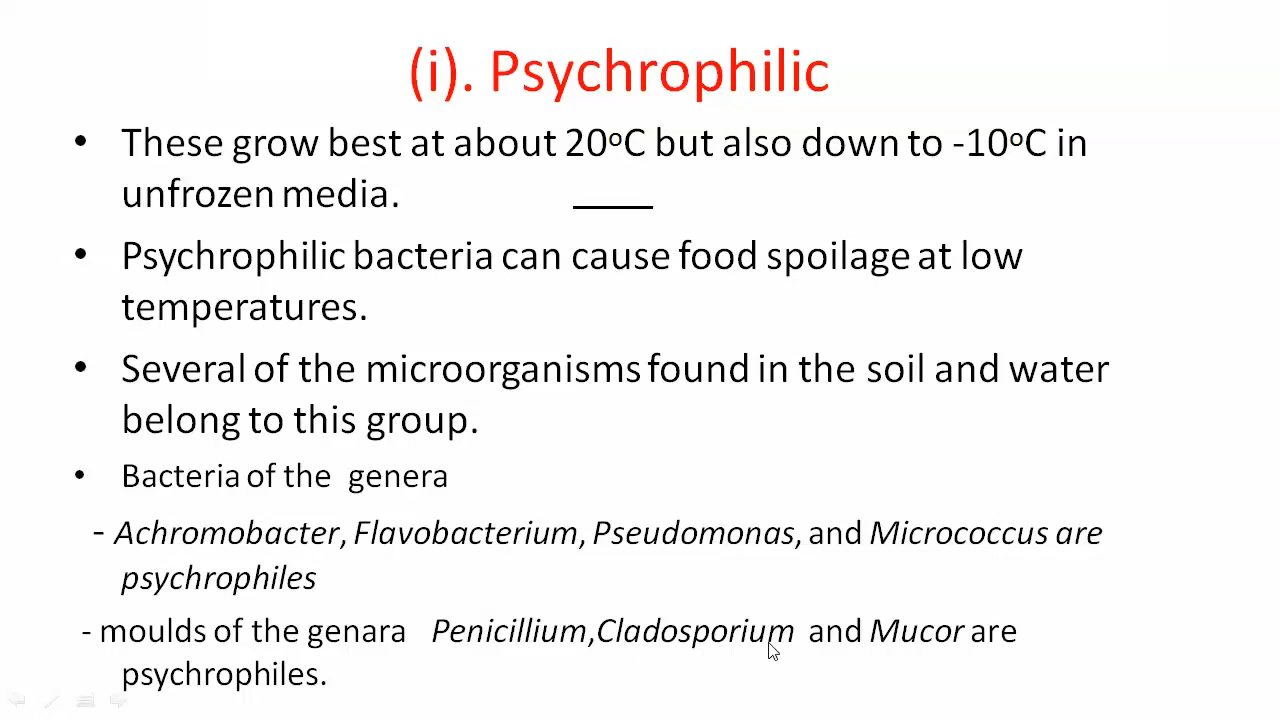 (i). Psychrophilic
• These grow best at about 20ºC but also down to -10ºC in
unfrozen media.
• Psychrophilic bacteria can cause food spoilage at low
temperatures.
• Several of the microorganisms found in the soil and water
belong to this group.
• Bacteria of the genera
- Achromobacter, Flavobacterium, Pseudomonas, and Micrococcus are
psychrophiles
- moulds of the genara Penicillium,Cladosporium and Mucor are
psychrophiles.